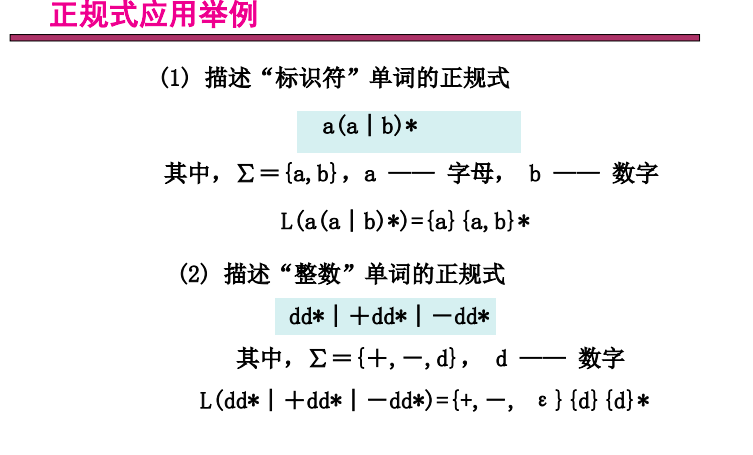 正规式应用举例
(1) 描述“标识符”单词的正规式
a(a|b)*
其中, Σ={a,b}, a —— 字母, b —— 数字
L(a(a|b)*)={a}{a,b}*
(2) 描述“整数”单词的正规式
dd*|+dd*|-dd*
其中, Σ={+,-,d}, d —— 数字
L(dd*|+dd*|-dd*)={+,-, ε}{d}{d}*